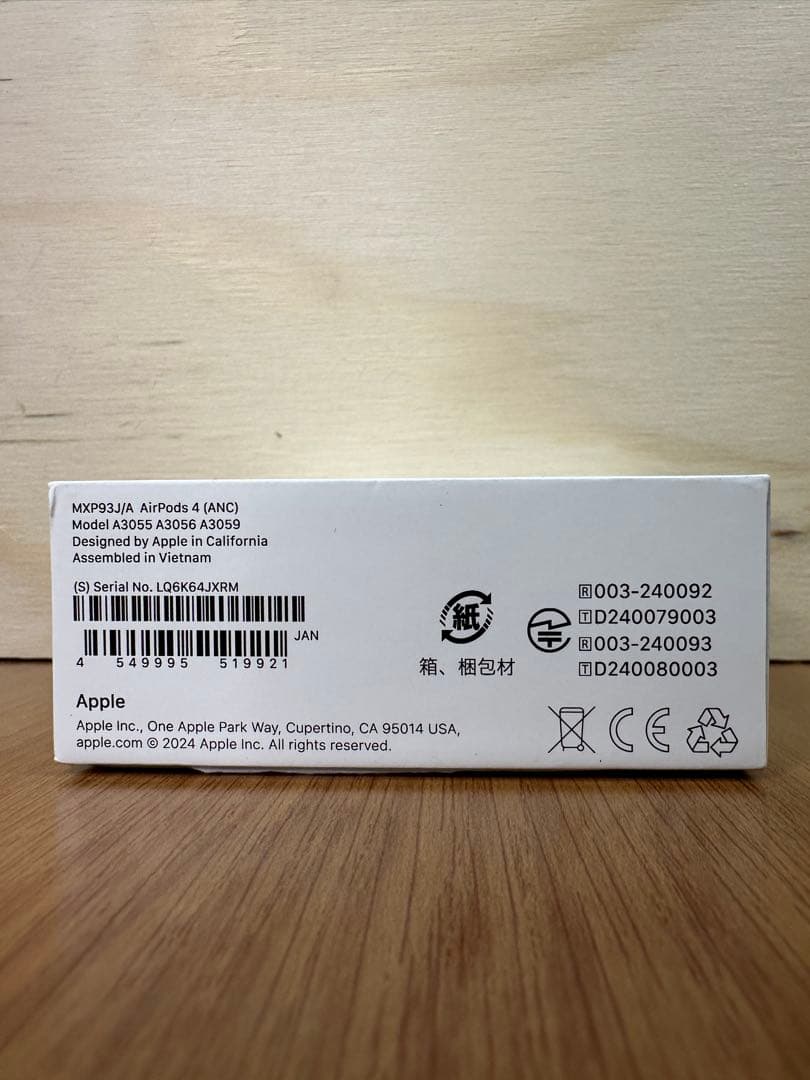 MXP93J/A AirPods 4 (ANC)
Model A3055 A3056 A3059
Designed by Apple in California
Assembled in Vietnam
(S) Serial No. LQ6K64JXRM
JAN
4 549995 519921
紙
箱、梱包材
R003-240092
TD240079003
R003-240093
TD240080003
Apple
Apple Inc., One Apple Park Way, Cupertino, CA 95014 USA,
apple.com © 2024 Apple Inc. All rights reserved.
CE